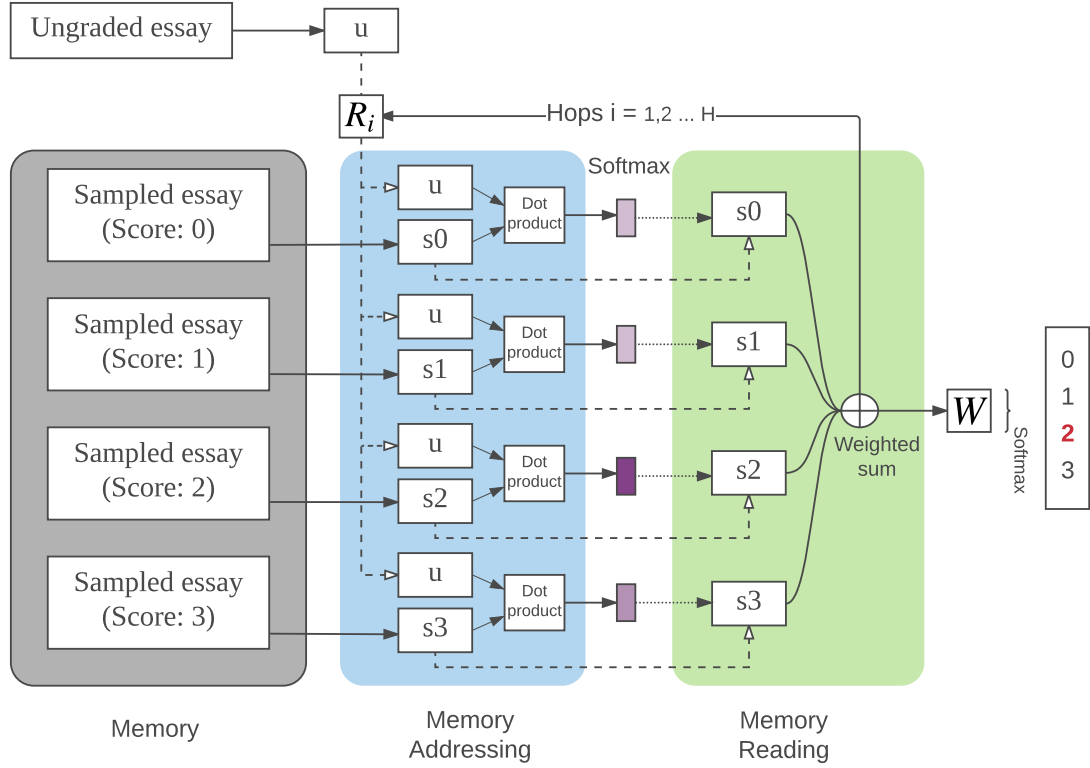 Ungraded essay
u
R_i
Hops i = 1,2 ... H
Sampled essay
(Score: 0)
u
s0
Dot
product
Softmax
s0
Sampled essay
(Score: 1)
u
s1
Dot
product
s1
Sampled essay
(Score: 2)
u
s2
Dot
product
s2
Sampled essay
(Score: 3)
u
s3
Dot
product
s3
Weighted
sum
W
Softmax
0
1
2
3
Memory
Memory
Addressing
Memory
Reading